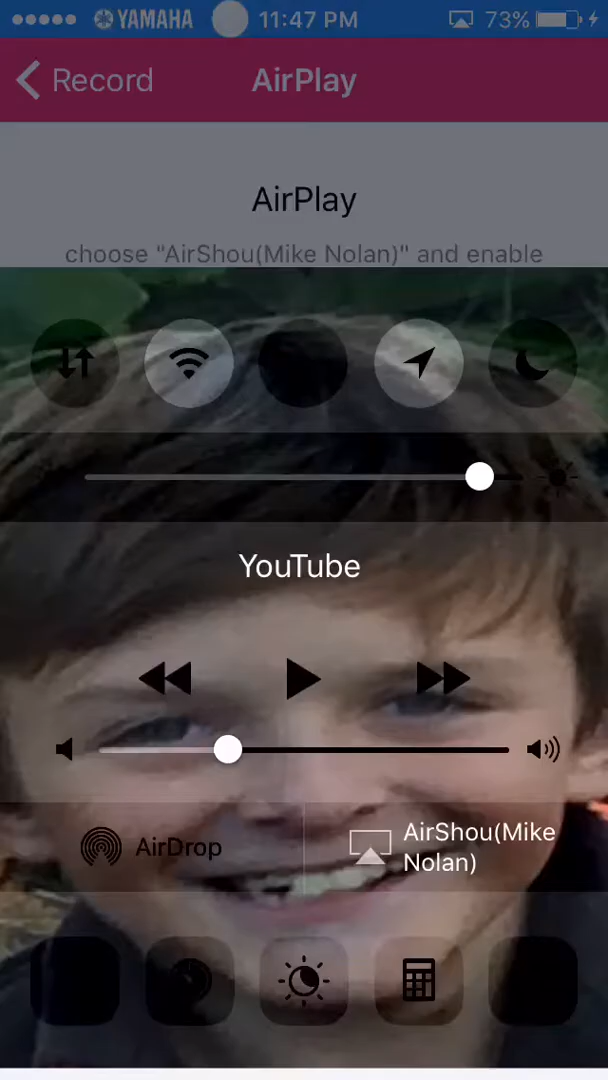 YAMAHA 11:47 PM 73%
Record AirPlay
AirPlay
choose "AirShou(Mike Nolan)" and enable
YouTube
AirDrop
AirShou(Mike
Nolan)